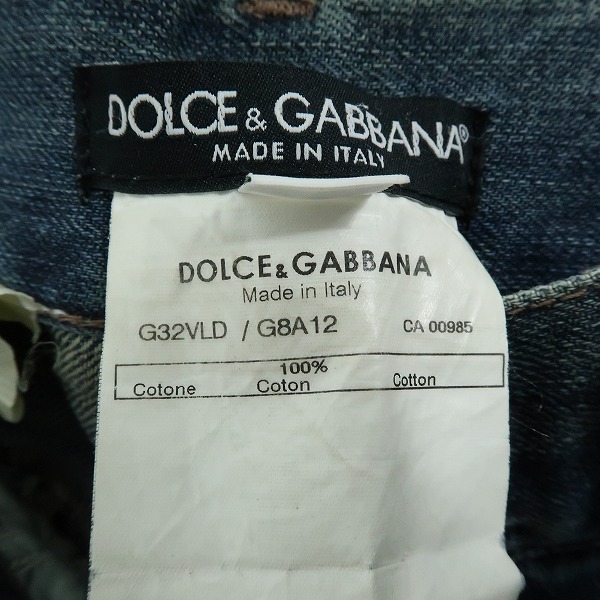 DOLCE & GABBANA®
MADE IN ITALY
DOLCE & GABBANA
Made in Italy
G32VLD / G8A12 CA 00985
100%
Cotone Coton Cotton